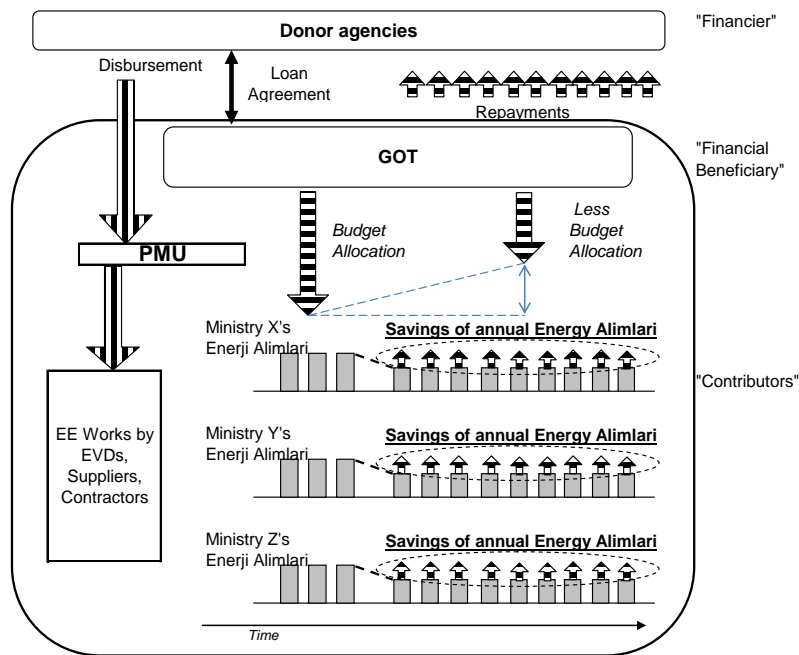 Donor agencies
"Financier"
Disbursement
Loan
Agreement
Repayments
GOT
"Financial
Beneficiary"
Budget
Allocation
Less
Budget
Allocation
PMU
Ministry X's
Enerji Alimlari
Savings of annual Energy Alimlari
"Contributors"
EE Works by
EVDs,
Suppliers,
Contractors
Ministry Y's
Enerji Alimlari
Savings of annual Energy Alimlari
Ministry Z's
Enerji Alimlari
Savings of annual Energy Alimlari
Time